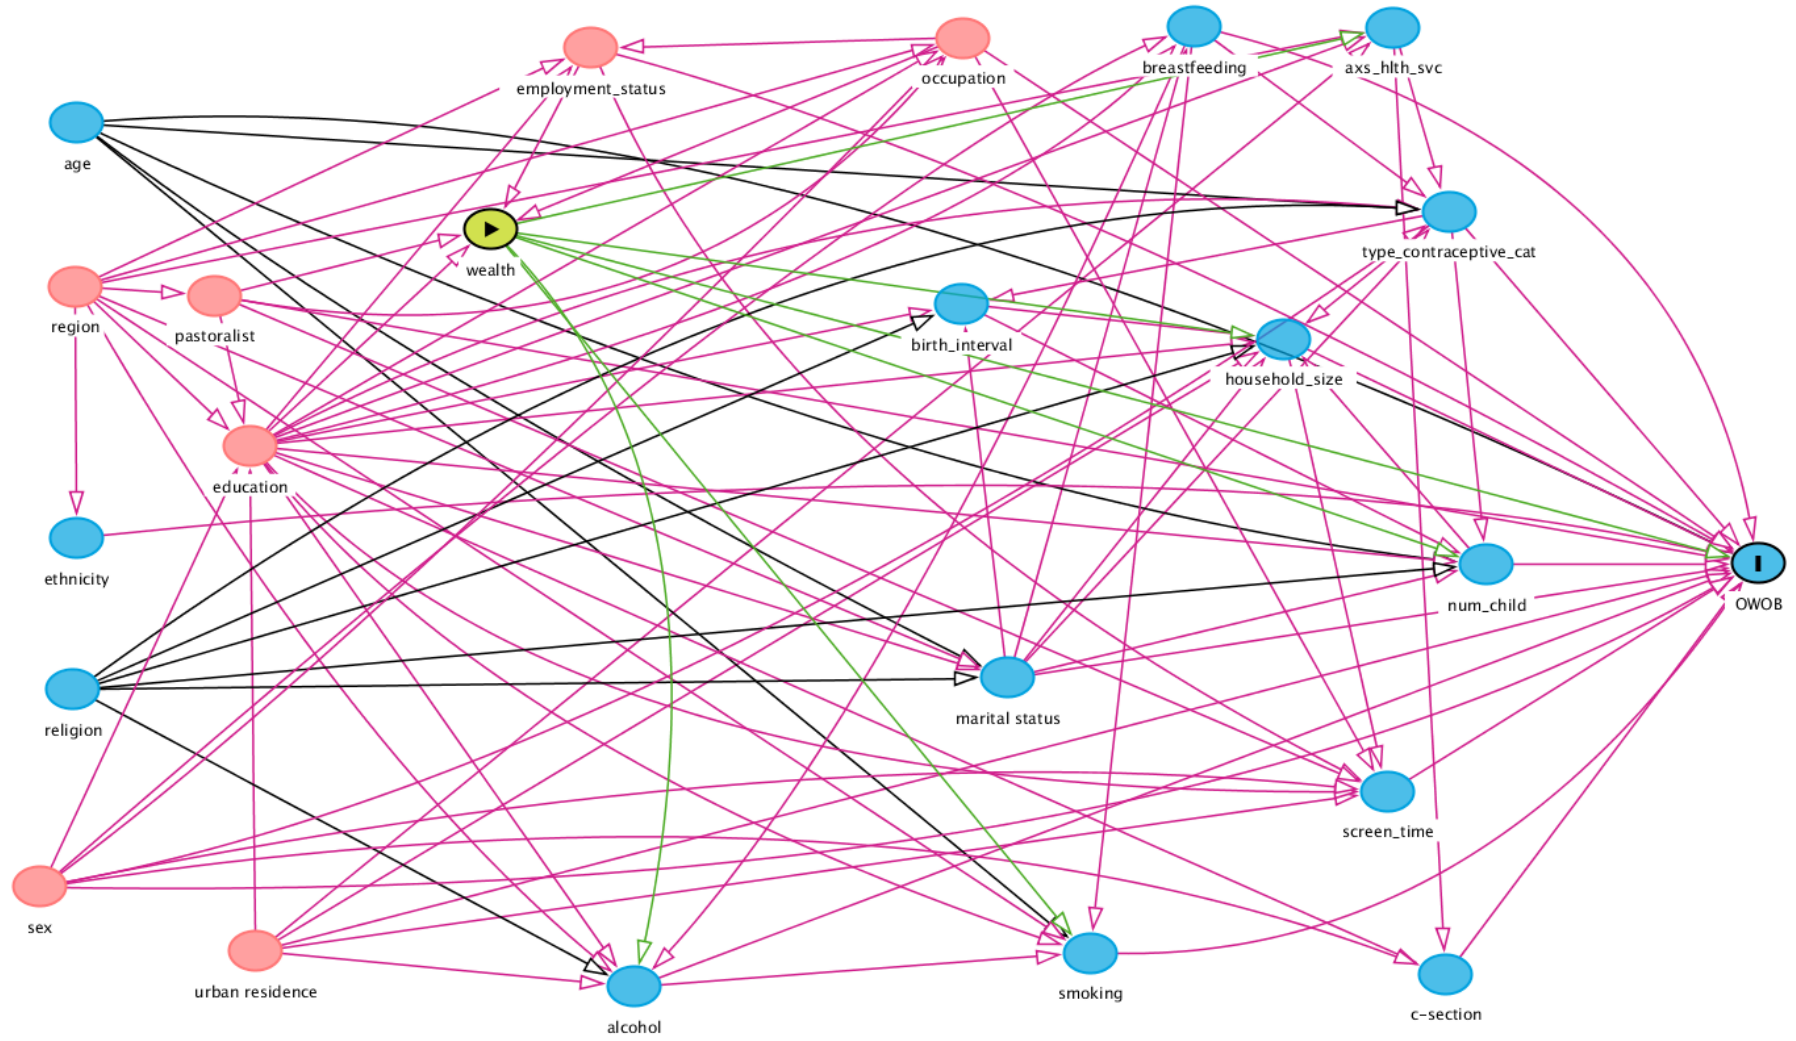 breastfeeding
axs_hlth_svc
occupation
employment_status
age
type_contraceptive_cat
wealth
region
pastoralist
birth_interval
household_size
education
ethnicity
num_child
OWOB
marital status
religion
screen_time
sex
urban residence
smoking
c-section
alcohol